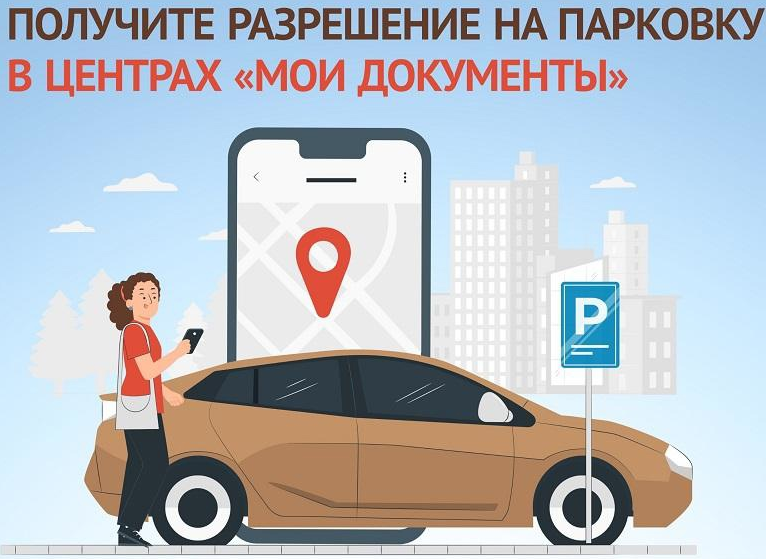 ПОЛУЧИТЕ РАЗРЕШЕНИЕ НА ПАРКОВКУ
В ЦЕНТРАХ «МОИ ДОКУМЕНТЫ»
P